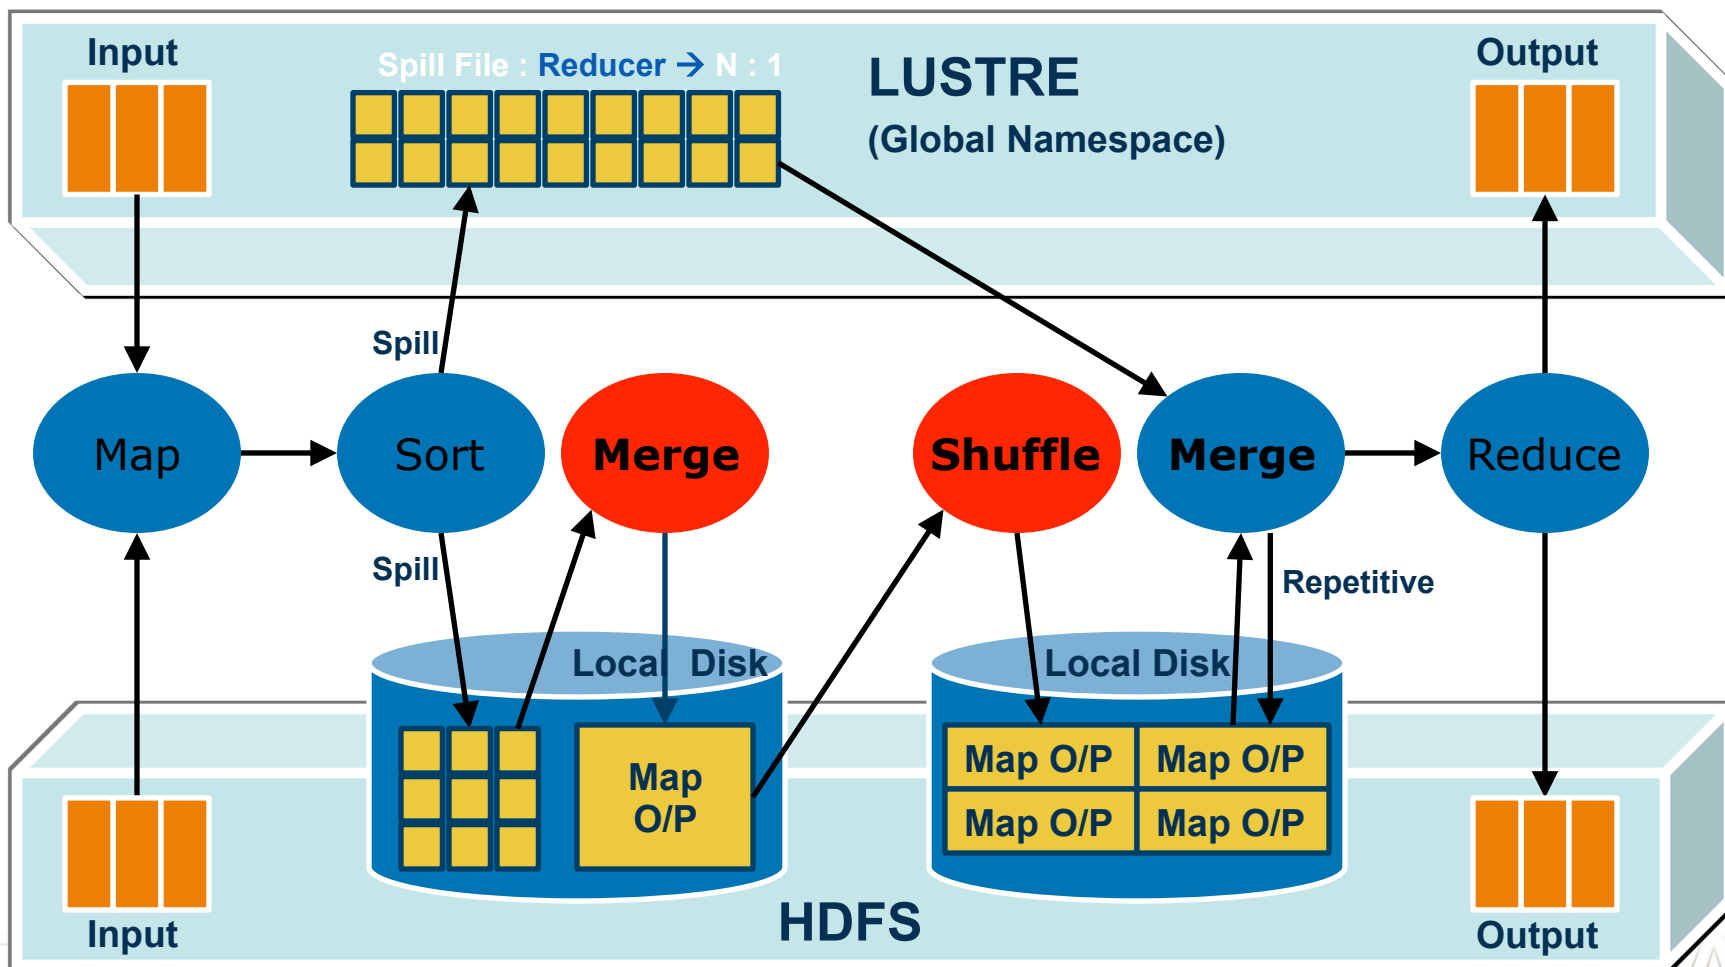 Input
Spill File : Reducer → N : 1
LUSTRE
(Global Namespace)
Output
Spill
Map
Sort
Merge
Shuffle
Merge
Reduce
Spill
Repetitive
Local Disk
Local Disk
Map
O/P
Map O/P
Map O/P
Map O/P
Map O/P
Input
HDFS
Output